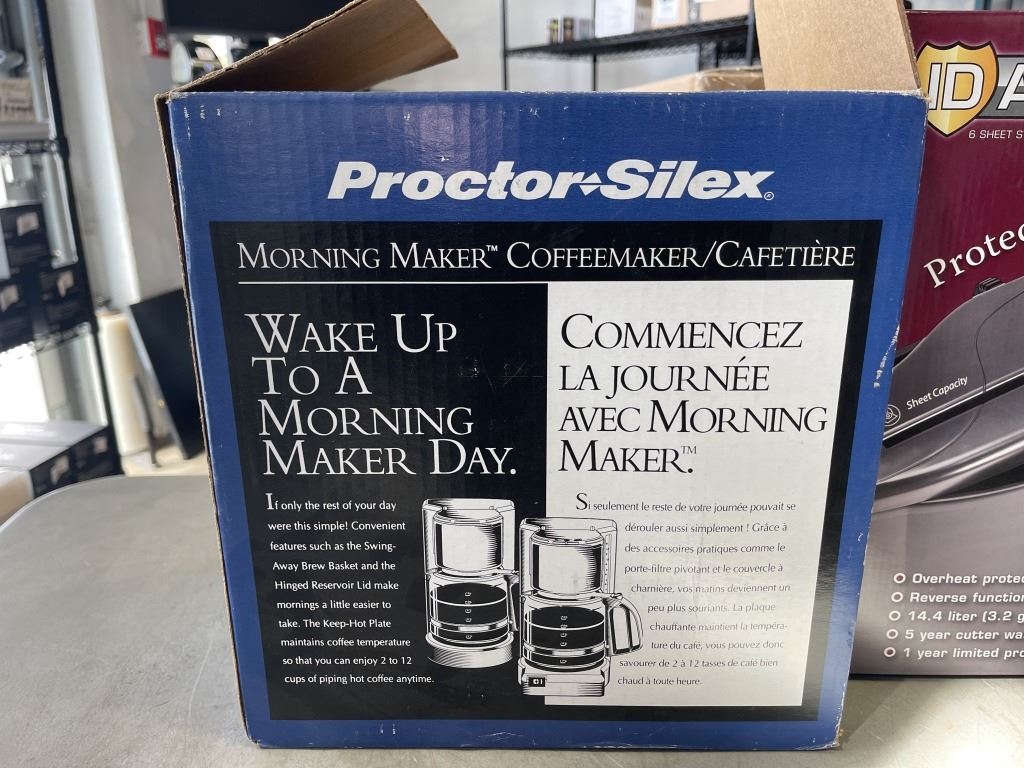 Proctor-Silex®
MORNING MAKER™ COFFEEMAKER/CAFETIÈRE
WAKE UP
TO A
MORNING
MAKER DAY.
If only the rest of your day
were this simple! Convenient
features such as the Swing-
Away Brew Basket and the
Hinged Reservoir Lid make
mornings a little easier to
take. The Keep-Hot Plate
maintains coffee temperature
so that you can enjoy 2 to 12
cups of piping hot coffee anytime.
COMMENCEZ
LA JOURNÉE
AVEC MORNING
MAKER.™
Si seulement le reste de votre journée pouvait se
dérouler aussi simplement ! Grâce à
des accessoires pratiques comme le
porte-filtre pivotant et le couvercle à
charnière, vos matins deviennent un
peu plus souriants. La plaque
chauffante maintient la tempéra-
ture du café, vous pouvez donc
savourer de 2 à 12 tasses de café bien
chaud à toute heure.
ID A
6 SHEET S
Protec
Sheet Capacity
Overheat protec
Reverse function
14.4 liter (3.2 g
5 year cutter wa
1 year limited pro